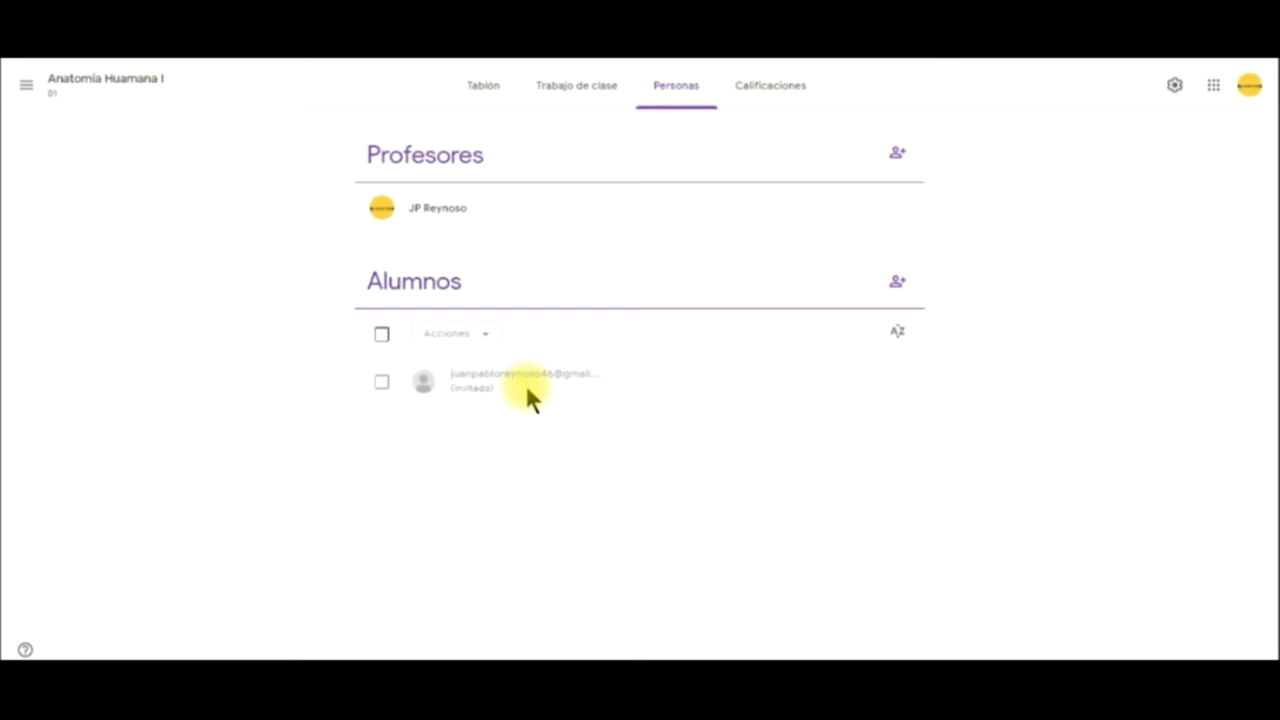 Anatomía Huamana I
01
Tablón
Trabajo de clase
Personas
Calificaciones
Profesores
JP Reynoso
Alumnos
Acciones
AZ
juanpabloreynoso46@gmail....
(invitado)